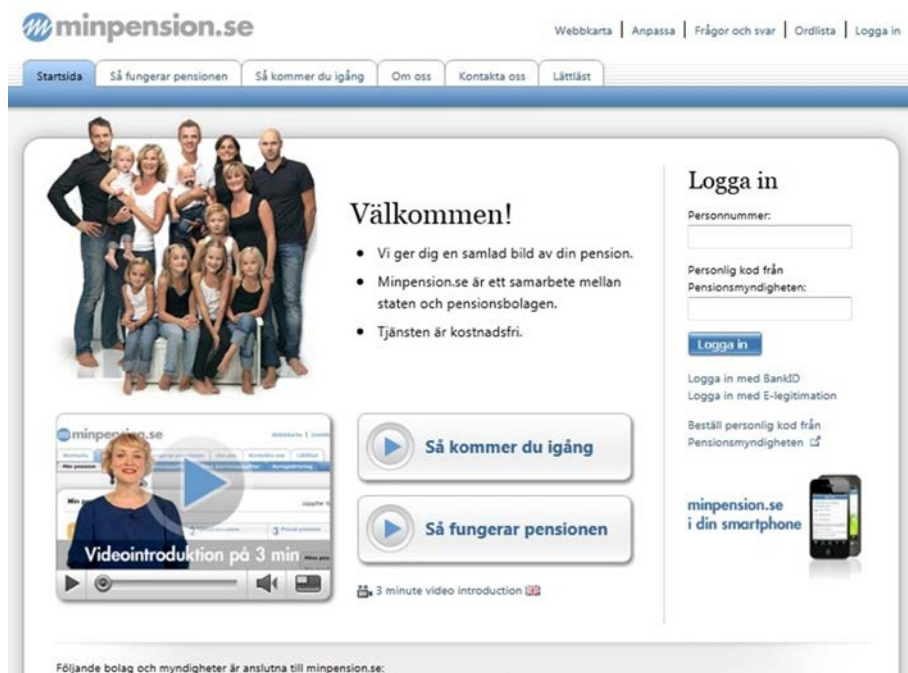 minpension.se
Webbkarta | Anpassa | Frågor och svar | Ordlista | Logga in
Startsida
Så fungerar pensionen
Så kommer du igång
Om oss
Kontakta oss
Lättläst
Välkommen!
• Vi ger dig en samlad bild av din pension.
• Minpension.se är ett samarbete mellan
staten och pensionsbolagen.
• Tjänsten är kostnadsfri.
Logga in
Personnummer:
Personlig kod från
Pensionsmyndigheten:
Logga in
Logga in med BankID
Logga in med E-legitimation
Beställ personlig kod från
Pensionsmyndigheten
minpension.se
i din smartphone
minpension.se
Videointroduktion på 3 min
Så kommer du igång
Så fungerar pensionen
3 minute video introduction
Följande bolag och myndigheter är anslutna till minpension.se: